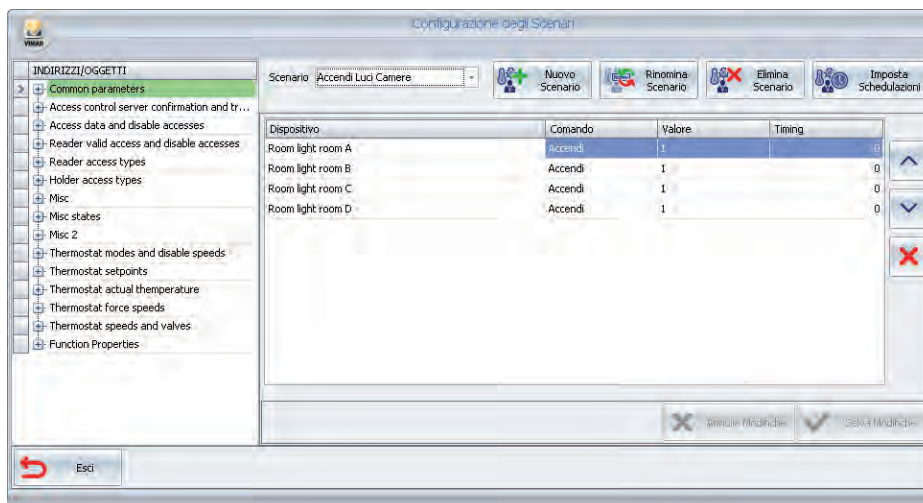 Configurazione degli Scenari
VIMAR
INDIRIZZI/OGGETTI
Common parameters
Access control server confirmation and tr...
Access data and disable accesses
Reader valid access and disable accesses
Reader access types
Holder access types
Misc
Misc states
Misc 2
Thermostat modes and disable speeds
Thermostat setpoints
Thermostat actual themperature
Thermostat force speeds
Thermostat speeds and valves
Function Properties
Scenario Accendi Luci Camere
Nuovo
Scenario
Rinomina
Scenario
Elimina
Scenario
Imposta
Schedulazioni
Dispositivo Comando Valore Timing
Room light room A Accendi 1 0
Room light room B Accendi 1 0
Room light room C Accendi 1 0
Room light room D Accendi 1 0
Annulla Modifiche
Salva Modifiche
Esci